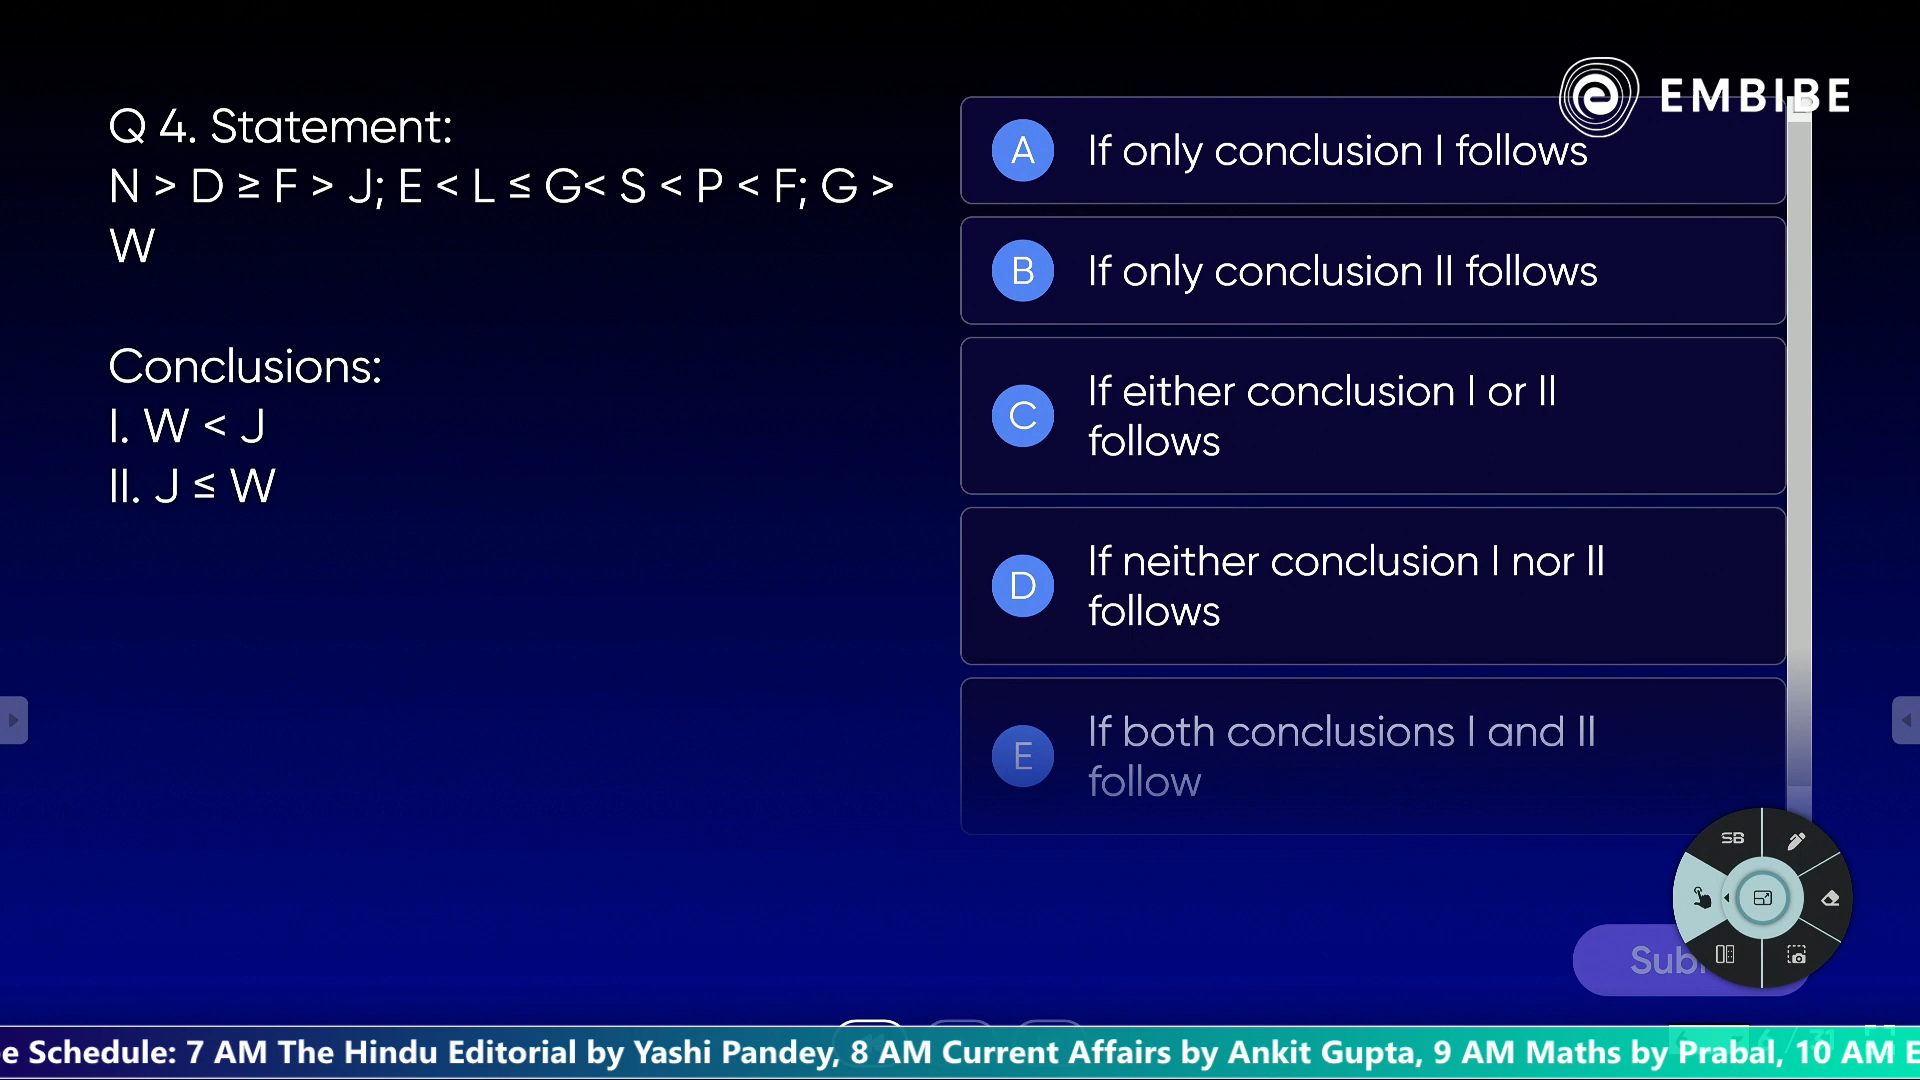 EMBIBE
Q 4. Statement:
N > D ≥ F > J; E < L ≤ G< S < P < F; G >
W
Conclusions:
I. W < J
II. J ≤ W
A If only conclusion I follows
B If only conclusion II follows
C If either conclusion I or II
follows
D If neither conclusion I nor II
follows
E If both conclusions I and II
follow
SB
e Schedule: 7 AM The Hindu Editorial by Yashi Pandey, 8 AM Current Affairs by Ankit Gupta, 9 AM Maths by Prabal, 10 AM E